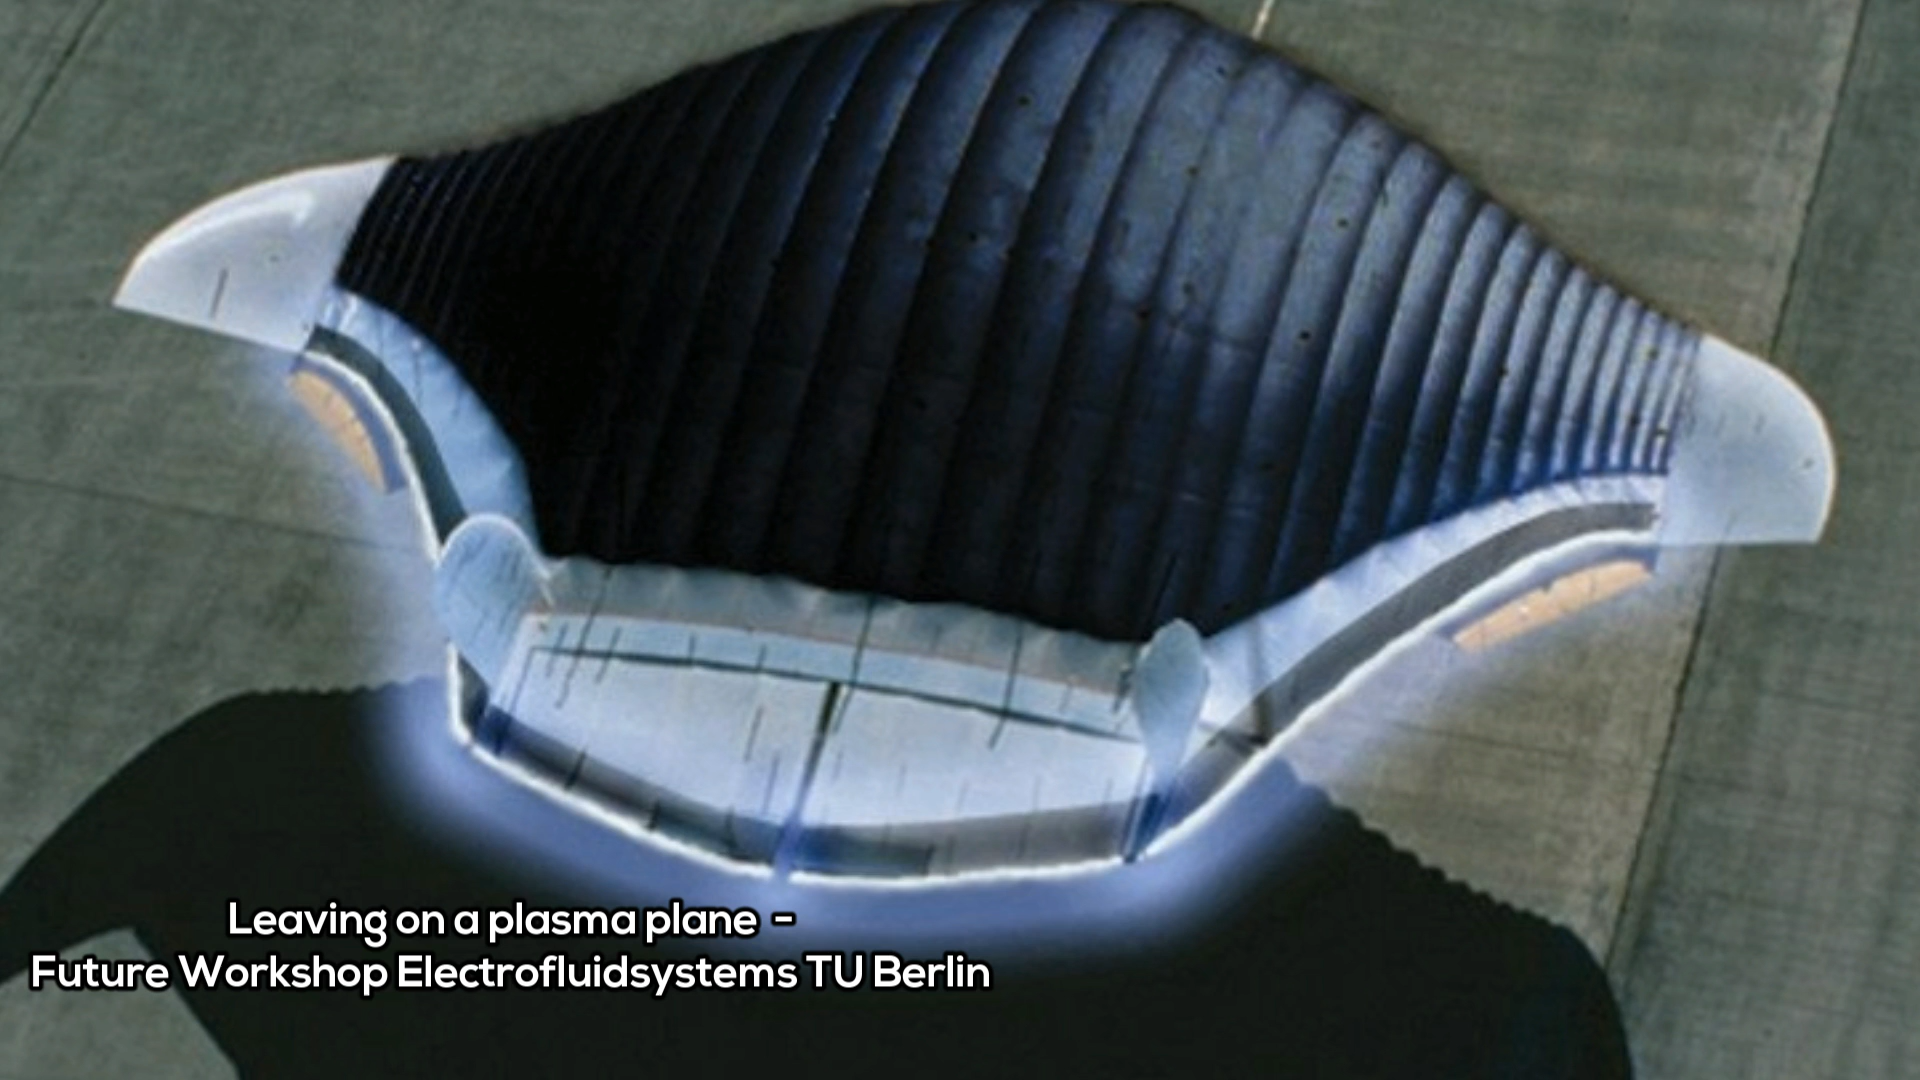 Leaving on a plasma plane -
Future Workshop Electrofluidsystems TU Berlin